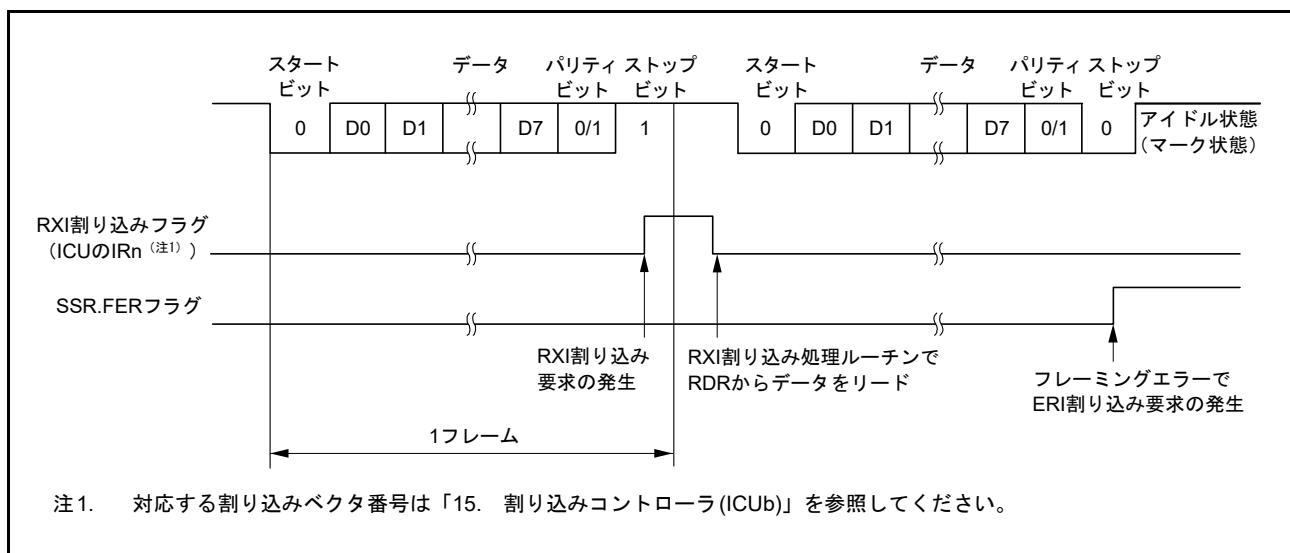 スタート
ビット
データ
パリティ
ビット
ストップ
ビット
スタート
ビット
データ
パリティ
ビット
ストップ
ビット
0 D0 D1 D7 0/1 1 0 D0 D1 D7 0/1 0
アイドル状態
（マーク状態）
RXI割り込みフラグ
（ICUのIRn（注1））
SSR.FERフラグ
RXI割り込み
要求の発生
RXI割り込み処理ルーチンで
RDRからデータをリード
フレーミングエラーで
ERI割り込み要求の発生
1フレーム
注1. 対応する割り込みベクタ番号は「15. 割り込みコントローラ(ICUb)」を参照してください。